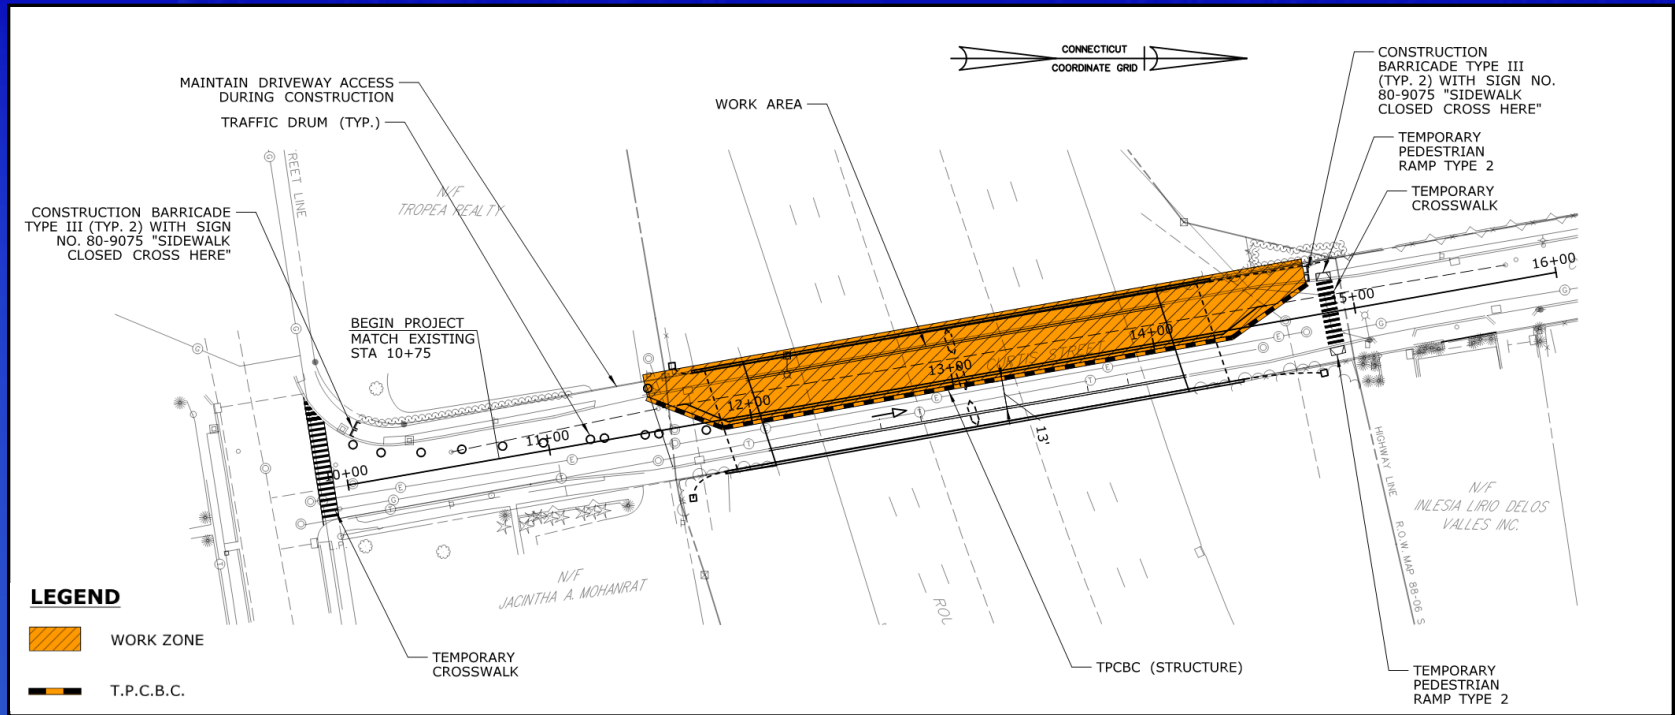 CONNECTICUT
COORDINATE GRID
MAINTAIN DRIVEWAY ACCESS
DURING CONSTRUCTION
TRAFFIC DRUM (TYP.)
WORK AREA
CONSTRUCTION
BARRICADE TYPE III
(TYP. 2) WITH SIGN NO.
80-9075 "SIDEWALK
CLOSED CROSS HERE"
TEMPORARY
PEDESTRIAN
RAMP TYPE 2
TEMPORARY
CROSSWALK
REET LINE
N/F
TROPEA REALTY
CONSTRUCTION BARRICADE
TYPE III (TYP. 2) WITH SIGN
NO. 80-9075 "SIDEWALK
CLOSED CROSS HERE"
BEGIN PROJECT
MATCH EXISTING
STA 10+75
10+00
11+00
12+00
13+00
14+00
15+00
16+00
CURTIS STREET
13'
HIGHWAY LINE
R.O.W. MAP 88-06 S
N/F
INLESIA LIRIO DELOS
VALLES INC.
N/F
JACINTHA A. MOHANRAT
ROU
LEGEND
WORK ZONE
T.P.C.B.C.
TEMPORARY
CROSSWALK
TPCBC (STRUCTURE)
TEMPORARY
PEDESTRIAN
RAMP TYPE 2